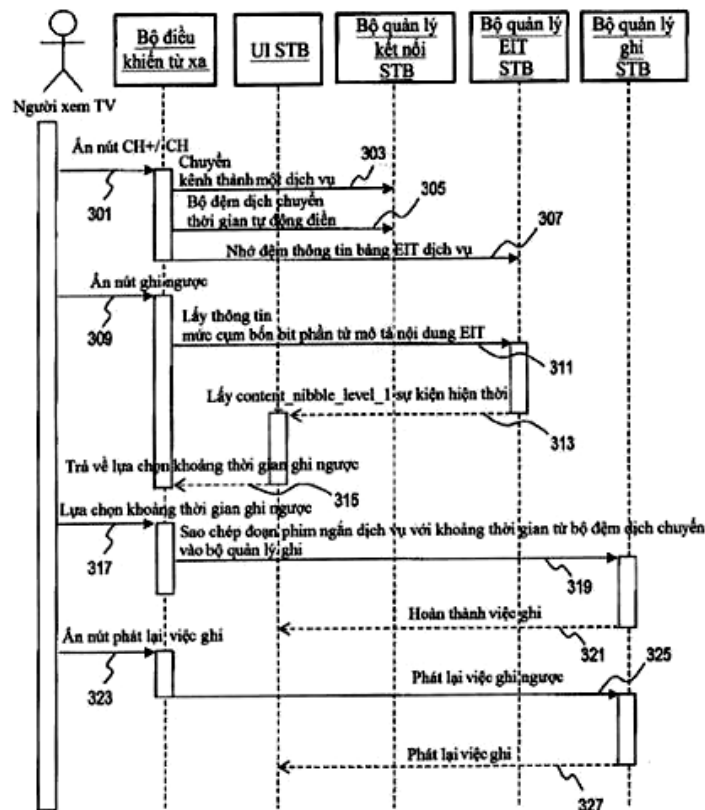 Bộ điều
khiển từ xa
UI STB
Bộ quản lý
kết nối
STB
Bộ quản lý
EIT
STB
Bộ quản lý
ghi
STB
Người xem TV
Ấn nút CH+/-CH
301
Chuyển
kênh thành một dịch vụ
303
Bộ đệm dịch chuyển
thời gian tự động điền
305
307
Nhớ đệm thông tin bảng EIT dịch vụ
Ấn nút ghi ngược
309
Lấy thông tin
mức cụm bốn bit phần tử mô tả nội dung EIT
311
Lấy content_nibble_level_1 sự kiện hiện thời
313
Trả về lựa chọn khoảng thời gian ghi ngược
315
Lựa chọn khoảng thời gian ghi ngược
317
Sao chép đoạn phim ngắn dịch vụ với khoảng thời gian từ bộ đệm dịch chuyển
vào bộ quản lý ghi
319
Hoàn thành việc ghi
321
Ấn nút phát lại việc ghi
323
325
Phát lại việc ghi ngược
Phát lại việc ghi
327